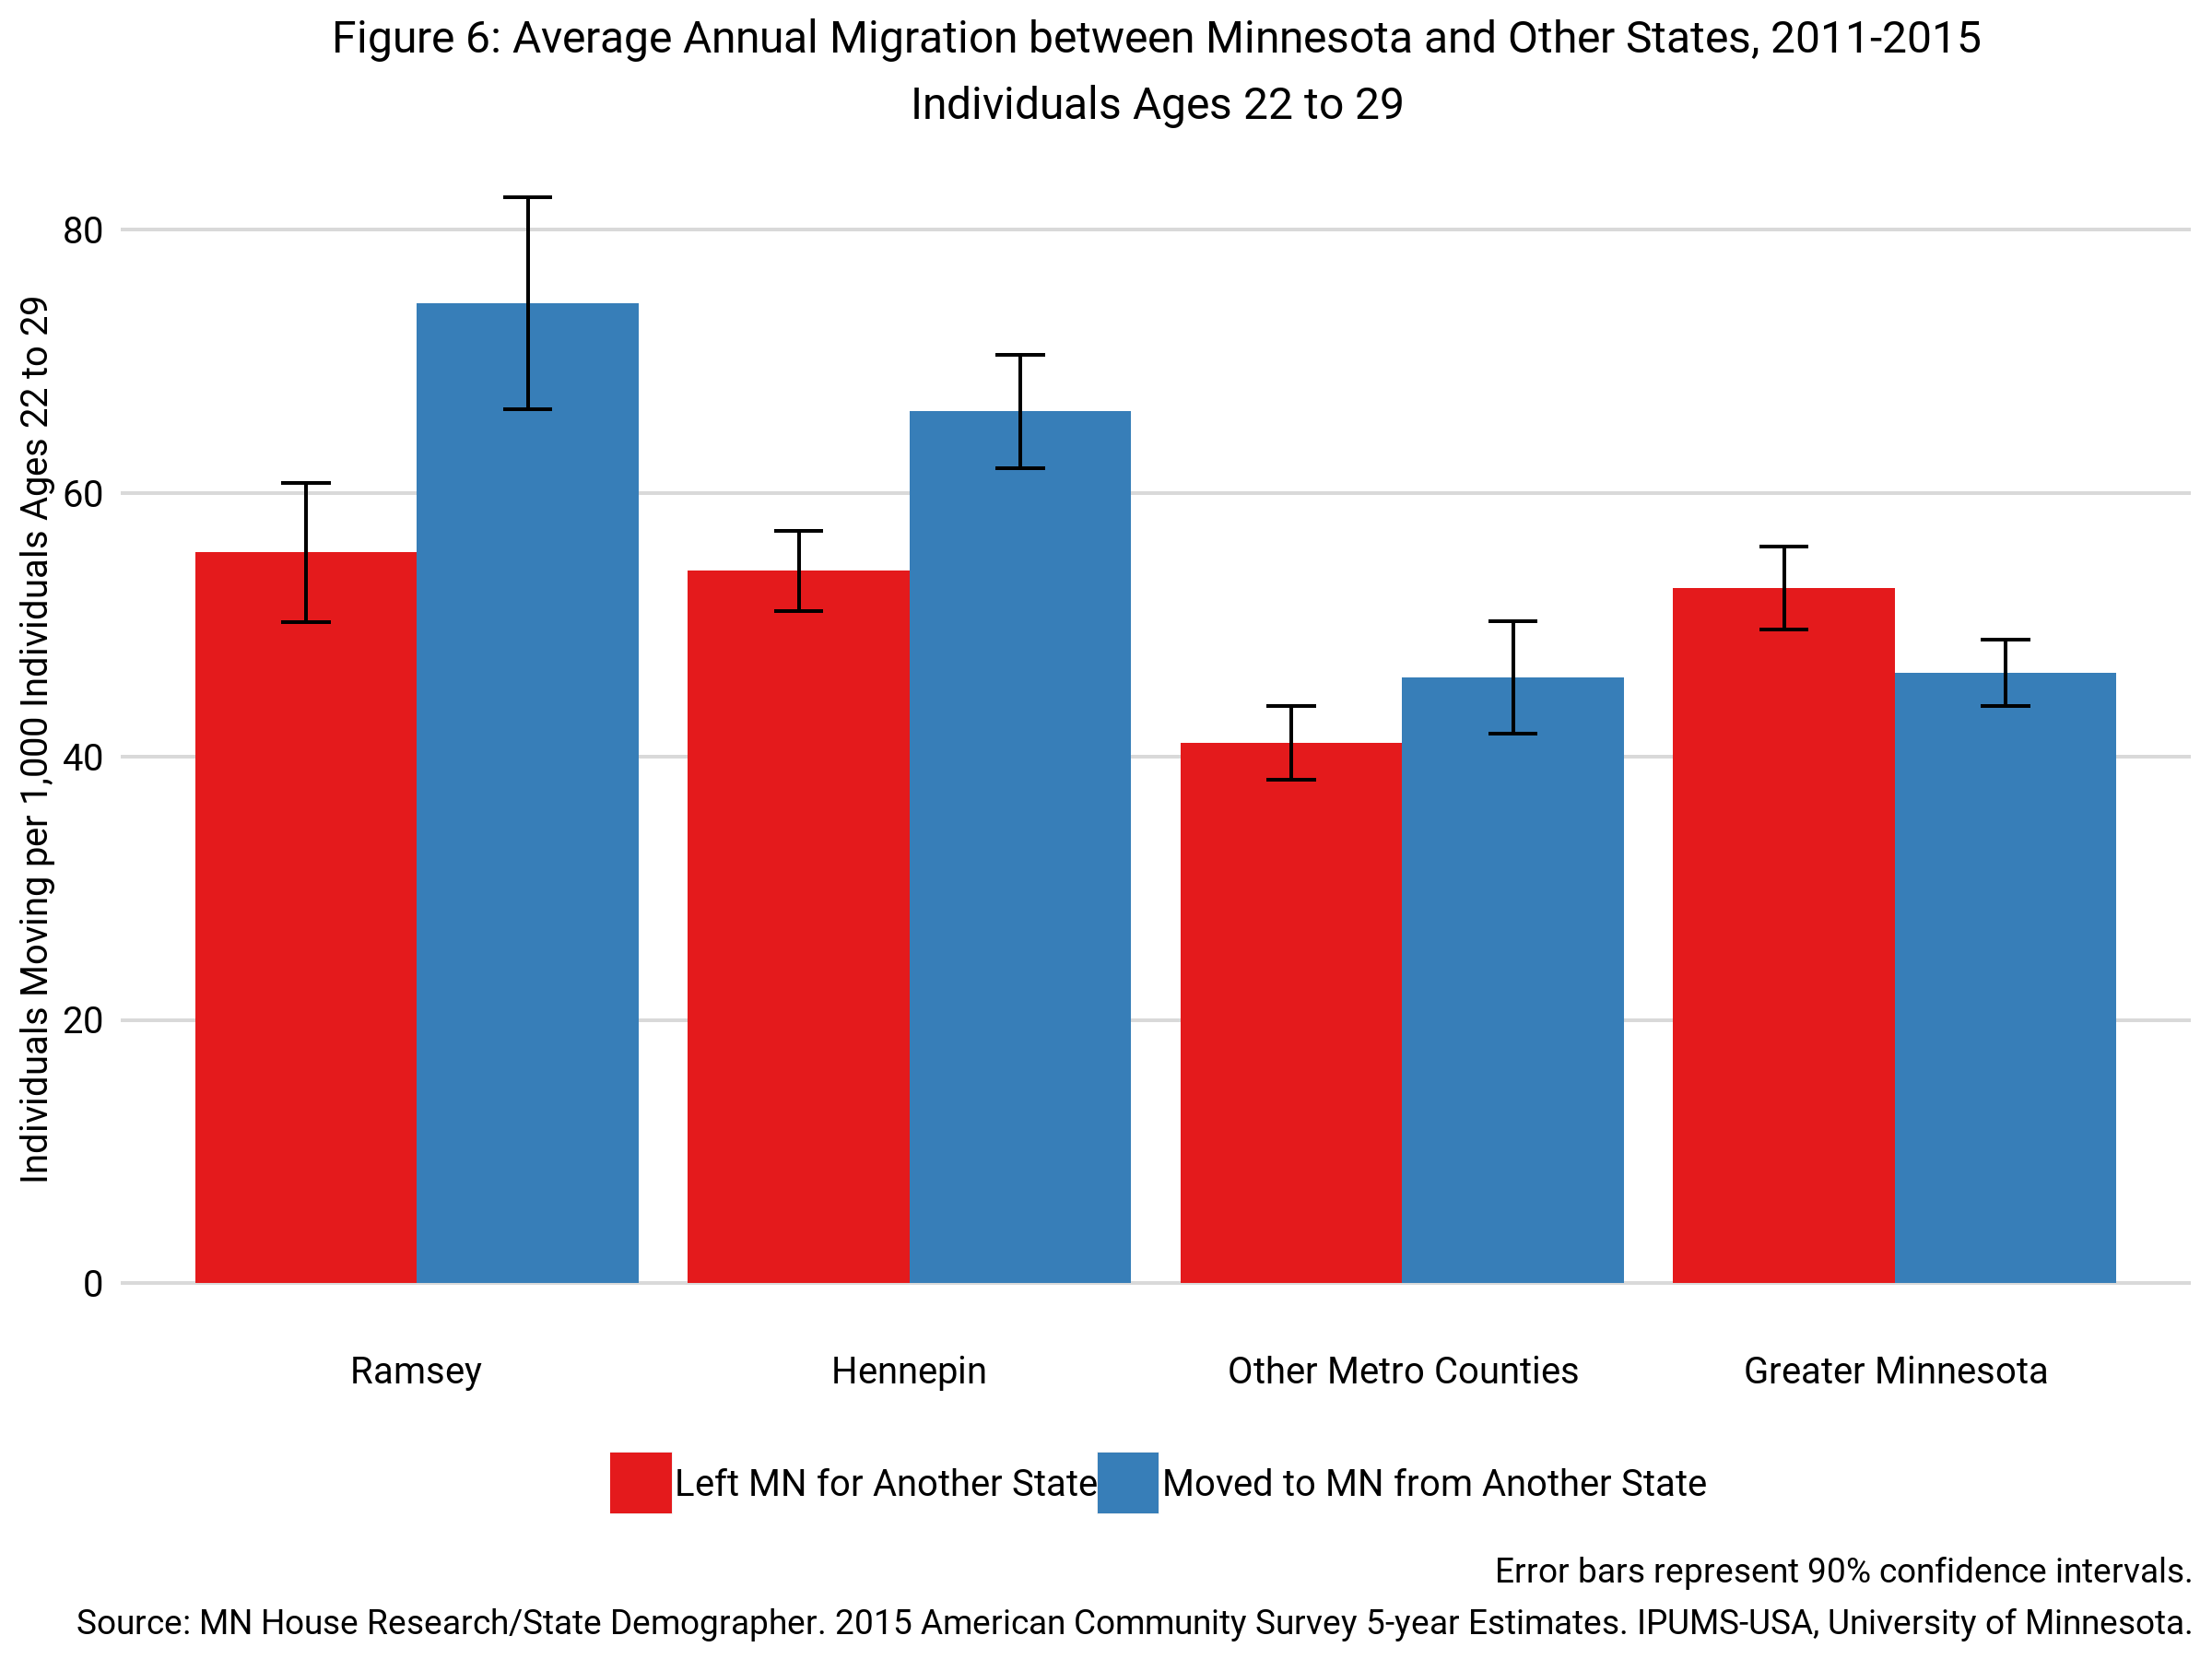 Figure 6: Average Annual Migration between Minnesota and Other States, 2011-2015
Individuals Ages 22 to 29
Individuals Moving per 1,000 Individuals Ages 22 to 29
80
60
40
20
0
Ramsey
Hennepin
Other Metro Counties
Greater Minnesota
Left MN for Another State
Moved to MN from Another State
Error bars represent 90% confidence intervals.
Source: MN House Research/State Demographer. 2015 American Community Survey 5-year Estimates. IPUMS-USA, University of Minnesota.